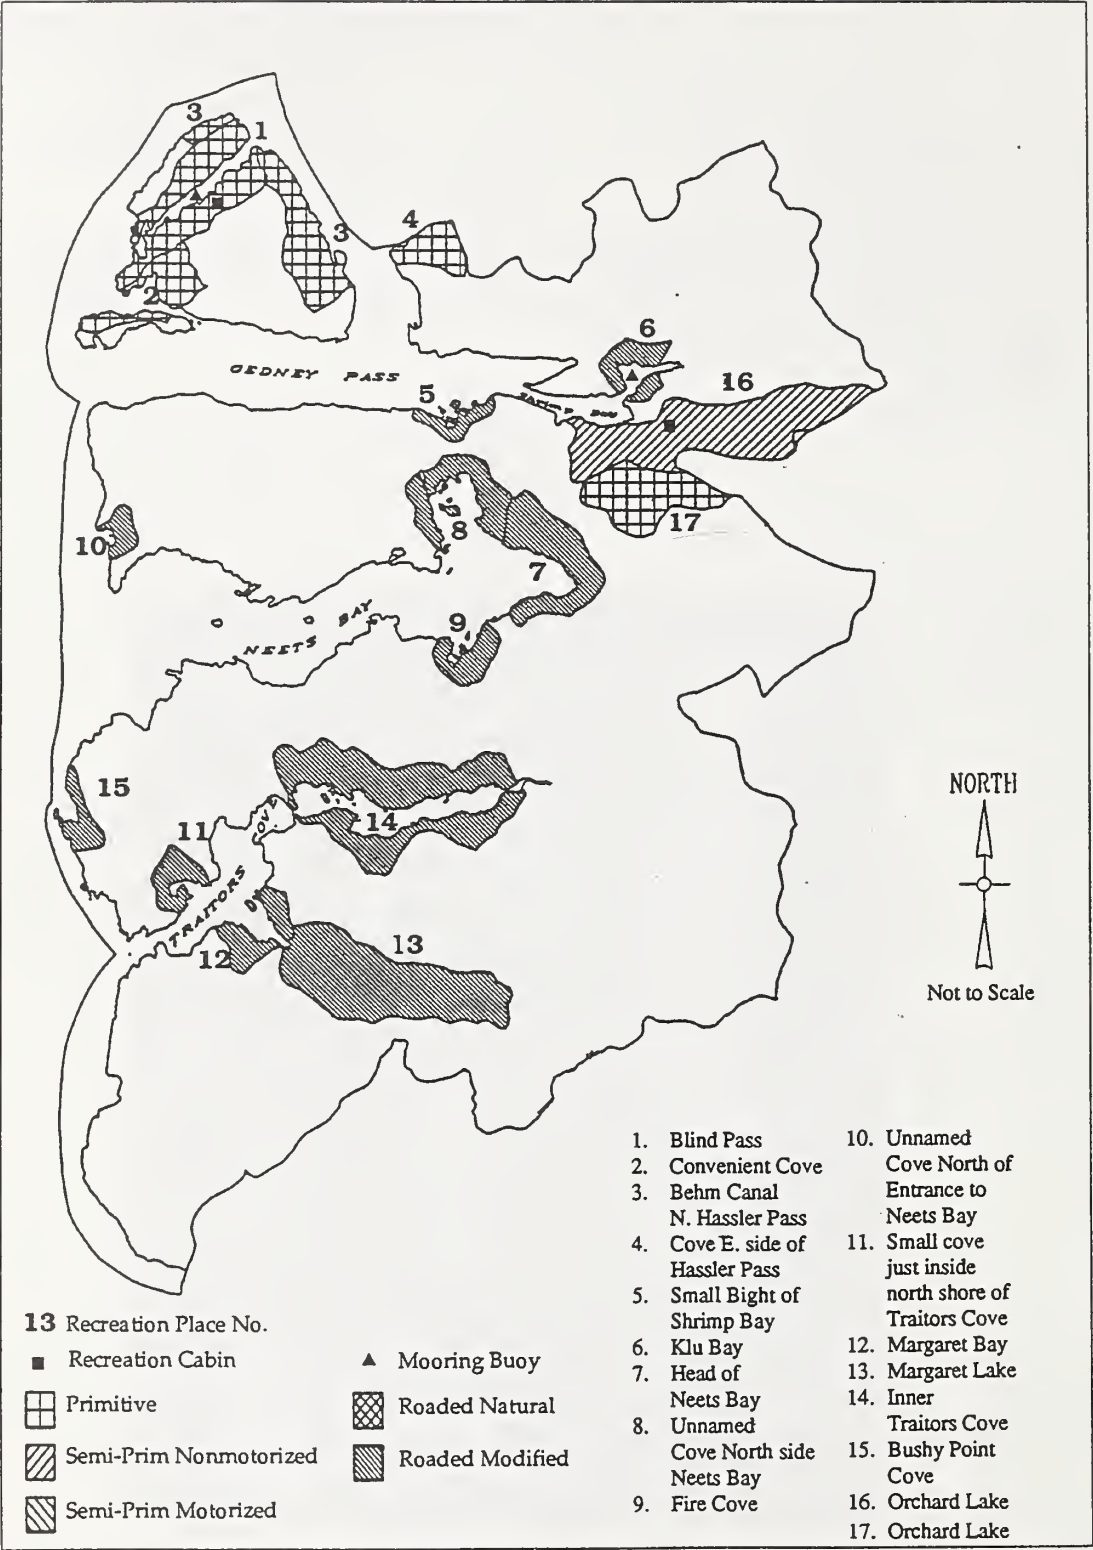 3
1
3
4
2
6
GEDNEY PASS
5
16
17
8
10
7
NEETS BAY
9
15
14
11
COVE
TRAITORS
12
13
NORTH
Not to Scale
1. Blind Pass
2. Convenient Cove
3. Behm Canal
N. Hassler Pass
4. Cove E. side of
Hassler Pass
5. Small Bight of
Shrimp Bay
6. Klu Bay
7. Head of
Neets Bay
8. Unnamed
Cove North side
Neets Bay
9. Fire Cove
10. Unnamed
Cove North of
Entrance to
Neets Bay
11. Small cove
just inside
north shore of
Traitors Cove
12. Margaret Bay
13. Margaret Lake
14. Inner
Traitors Cove
15. Bushy Point
Cove
16. Orchard Lake
17. Orchard Lake
13 Recreation Place No.
Recreation Cabin
Mooring Buoy
Primitive
Roaded Natural
Semi-Prim Nonmotorized
Roaded Modified
Semi-Prim Motorized